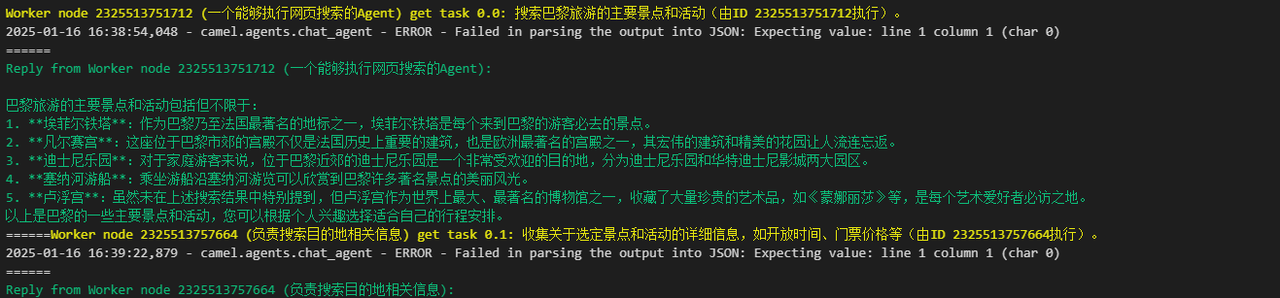 Worker node 2325513751712 (一个能够执行网页搜索的Agent) get task 0.0: 搜索巴黎旅游的主要景点和活动（由ID 2325513751712执行）。
2025-01-16 16:38:54,048 - camel.agents.chat_agent - ERROR - Failed in parsing the output into JSON: Expecting value: line 1 column 1 (char 0)
======
Reply from Worker node 2325513751712 (一个能够执行网页搜索的Agent):
巴黎旅游的主要景点和活动包括但不限于：
1. **埃菲尔铁塔**：作为巴黎乃至法国最著名的地标之一，埃菲尔铁塔是每个来到巴黎的游客必去的景点。
2. **凡尔赛宫**：这座位于巴黎市郊的宫殿不仅是法国历史上重要的建筑，也是欧洲最著名的宫殿之一，其宏伟的建筑和精美的花园让人流连忘返。
3. **迪士尼乐园**：对于家庭游客来说，位于巴黎近郊的迪士尼乐园是一个非常受欢迎的目的地，分为迪士尼乐园和华特迪士尼影城两大园区。
4. **塞纳河游船**：乘坐游船沿塞纳河游览可以欣赏到巴黎许多著名景点的美丽风光。
5. **卢浮宫**：虽然未在上述搜索结果中特别提到，但卢浮宫作为世界上最大、最著名的博物馆之一，收藏了大量珍贵的艺术品，如《蒙娜丽莎》等，是每个艺术爱好者必访之地。
以上是巴黎的一些主要景点和活动，您可以根据个人兴趣选择适合自己的行程安排。
======Worker node 2325513757664 (负责搜索目的地相关信息) get task 0.1: 收集关于选定景点和活动的详细信息，如开放时间、门票价格等（由ID 2325513757664执行）。
2025-01-16 16:39:22,879 - camel.agents.chat_agent - ERROR - Failed in parsing the output into JSON: Expecting value: line 1 column 1 (char 0)
======
Reply from Worker node 2325513757664 (负责搜索目的地相关信息):